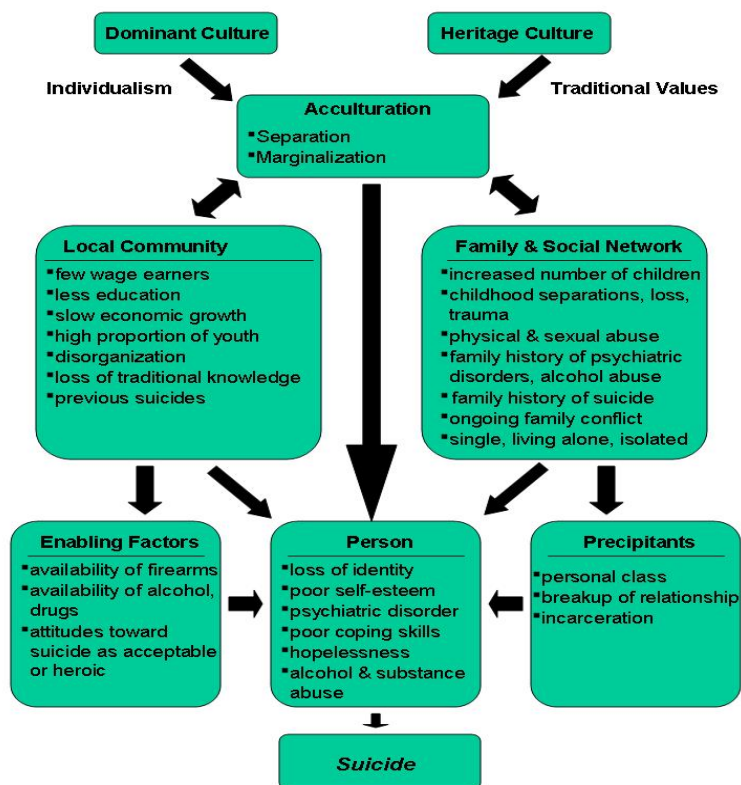 Dominant Culture
Heritage Culture
Individualism
Traditional Values
Acculturation
▪Separation
▪Marginalization
Local Community
▪few wage earners
▪less education
▪slow economic growth
▪high proportion of youth
▪disorganization
▪loss of traditional knowledge
▪previous suicides
Family & Social Network
▪increased number of children
▪childhood separations, loss,
trauma
▪physical & sexual abuse
▪family history of psychiatric
disorders, alcohol abuse
▪family history of suicide
▪ongoing family conflict
▪single, living alone, isolated
Enabling Factors
▪availability of firearms
▪availability of alcohol,
drugs
▪attitudes toward
suicide as acceptable
or heroic
Person
▪loss of identity
▪poor self-esteem
▪psychiatric disorder
▪poor coping skills
▪hopelessness
▪alcohol & substance
abuse
Precipitants
▪personal class
▪breakup of relationship
▪incarceration
Suicide